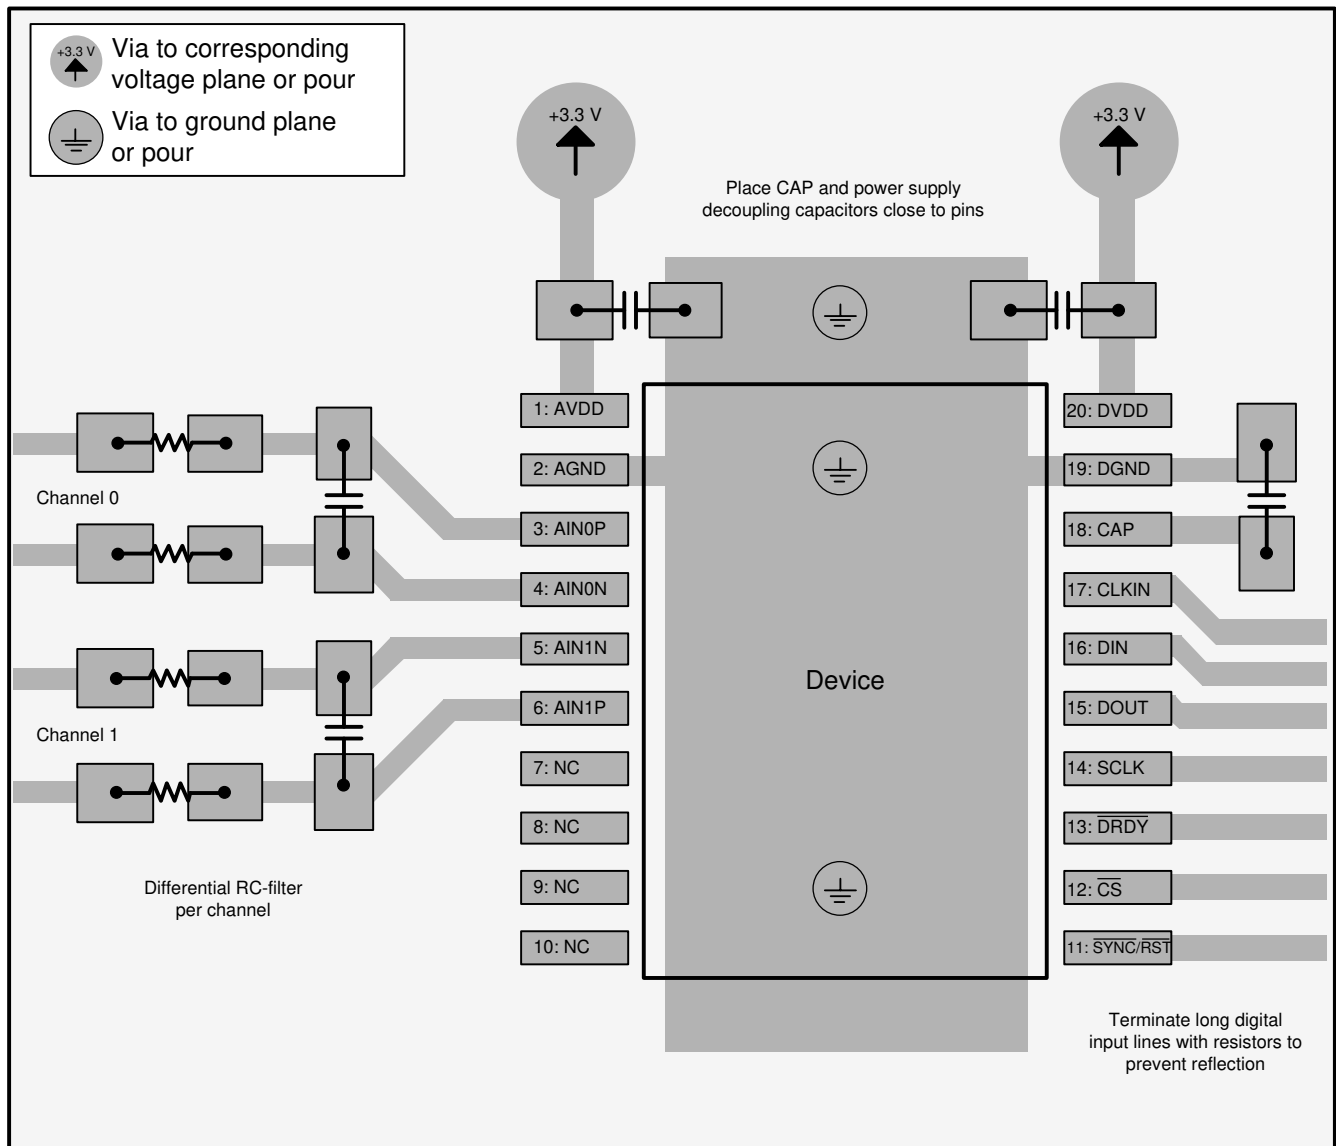 +3.3 V
Via to corresponding
voltage plane or pour
Via to ground plane
or pour
+3.3 V
+3.3 V
Place CAP and power supply
decoupling capacitors close to pins
1: AVDD
2: AGND
3: AIN0P
4: AIN0N
5: AIN1N
6: AIN1P
7: NC
8: NC
9: NC
10: NC
Channel 0
Channel 1
Differential RC-filter
per channel
Device
20: DVDD
19: DGND
18: CAP
17: CLKIN
16: DIN
15: DOUT
14: SCLK
13: D̅R̅D̅Y̅
12: C̅S̅
11: S̅Y̅N̅C̅/R̅S̅T̅
Terminate long digital
input lines with resistors to
prevent reflection